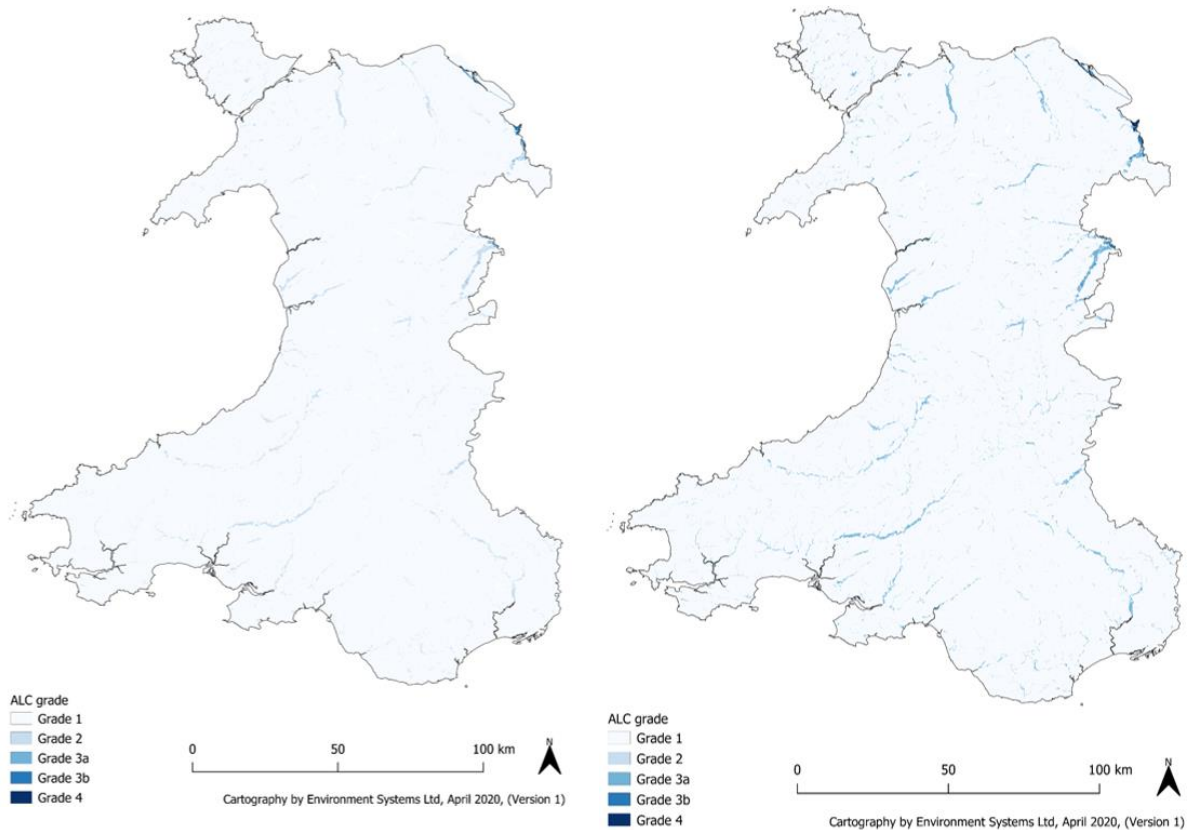 ALC grade
Grade 1
Grade 2
Grade 3a
Grade 3b
Grade 4
0 50 100 km
N
Cartography by Environment Systems Ltd, April 2020, (Version 1)
ALC grade
Grade 1
Grade 2
Grade 3a
Grade 3b
Grade 4
0 50 100 km
N
Cartography by Environment Systems Ltd, April 2020, (Version 1)